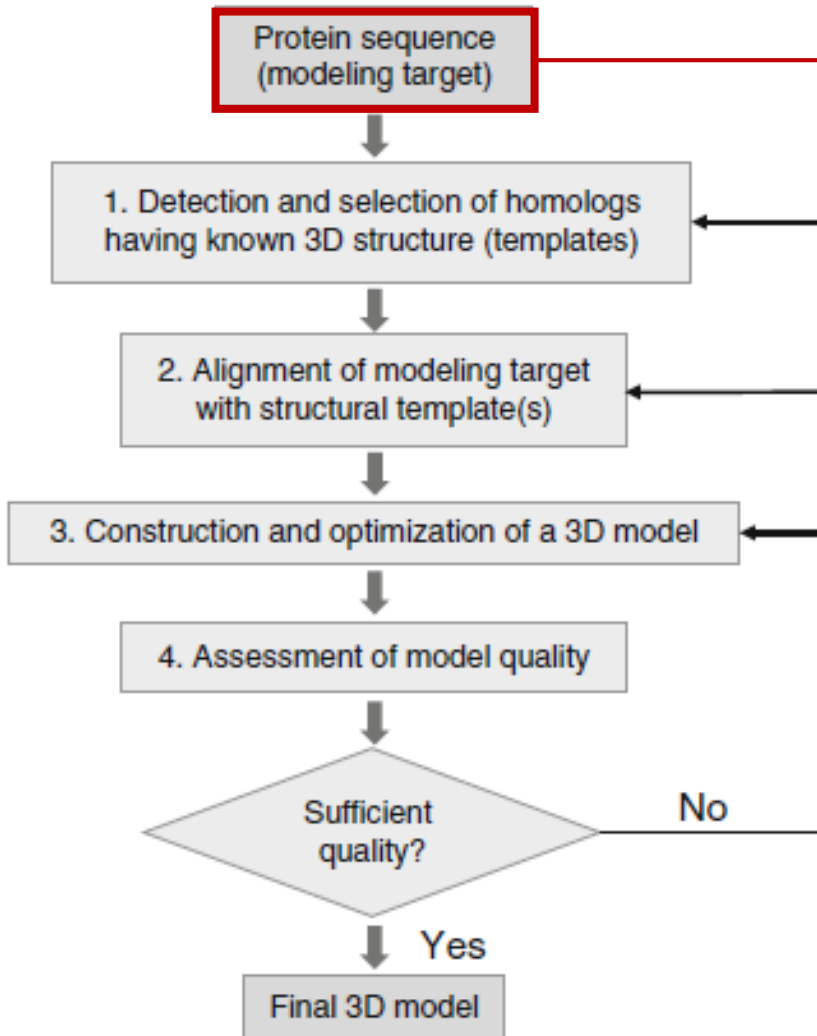 Protein sequence
(modeling target)
1. Detection and selection of homologs
having known 3D structure (templates)
2. Alignment of modeling target
with structural template(s)
3. Construction and optimization of a 3D model
4. Assessment of model quality
Sufficient
quality?
No
Yes
Final 3D model